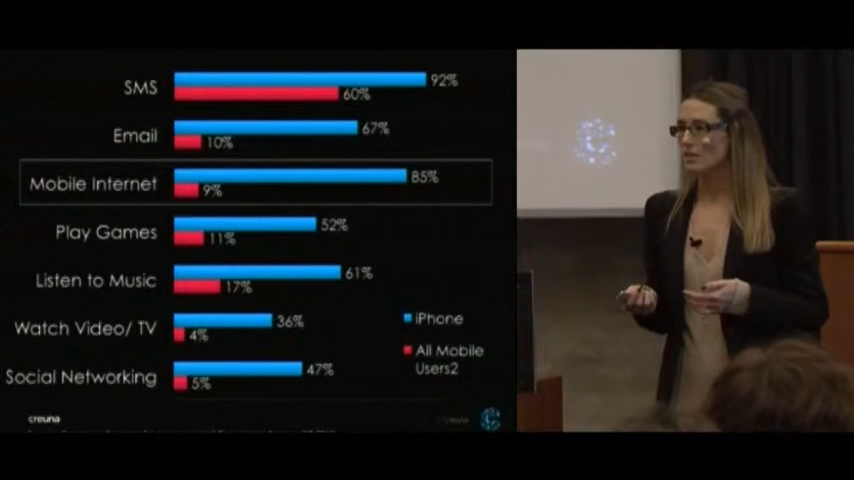 SMS
92%
60%
Email
67%
10%
Mobile Internet
85%
9%
Play Games
52%
11%
Listen to Music
61%
17%
Watch Video/ TV
36%
4%
Social Networking
47%
5%
iPhone
All Mobile
Users2
creuna
Creuna